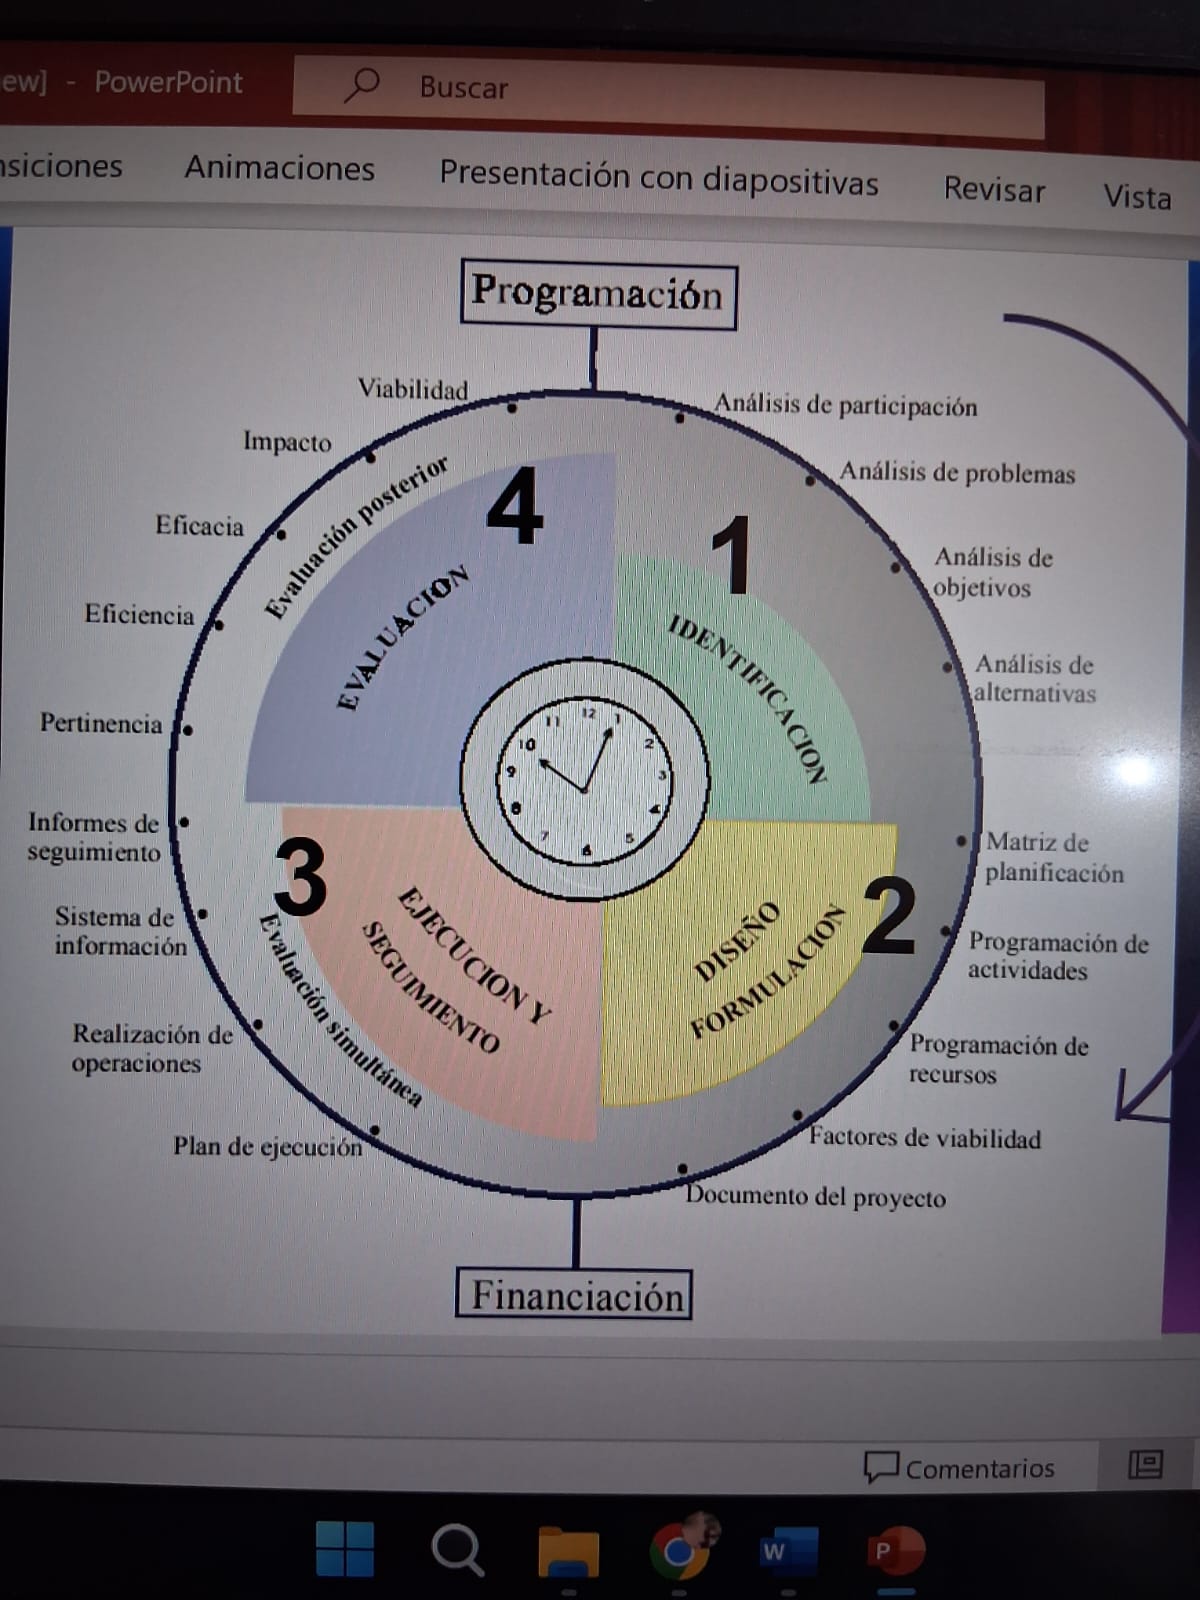 ew] - PowerPoint
Buscar
nsiciones Animaciones Presentación con diapositivas Revisar Vista
Programación
Viabilidad
Impacto
Eficacia
Eficiencia
Pertinencia
Informes de
seguimiento
Sistema de
información
Realización de
operaciones
Plan de ejecución
Análisis de participación
Análisis de problemas
Análisis de
objetivos
Análisis de
alternativas
Matriz de
planificación
Programación de
actividades
Programación de
recursos
Factores de viabilidad
Documento del proyecto
Evaluación posterior
4
EVALUACION
1
IDENTIFICACION
2
DISEÑO
FORMULACION
3
EJECUCION Y
SEGUIMIENTO
Evaluación simultánea
12
1
2
3
4
5
6
7
8
9
10
11
Financiación
Comentarios
W
P